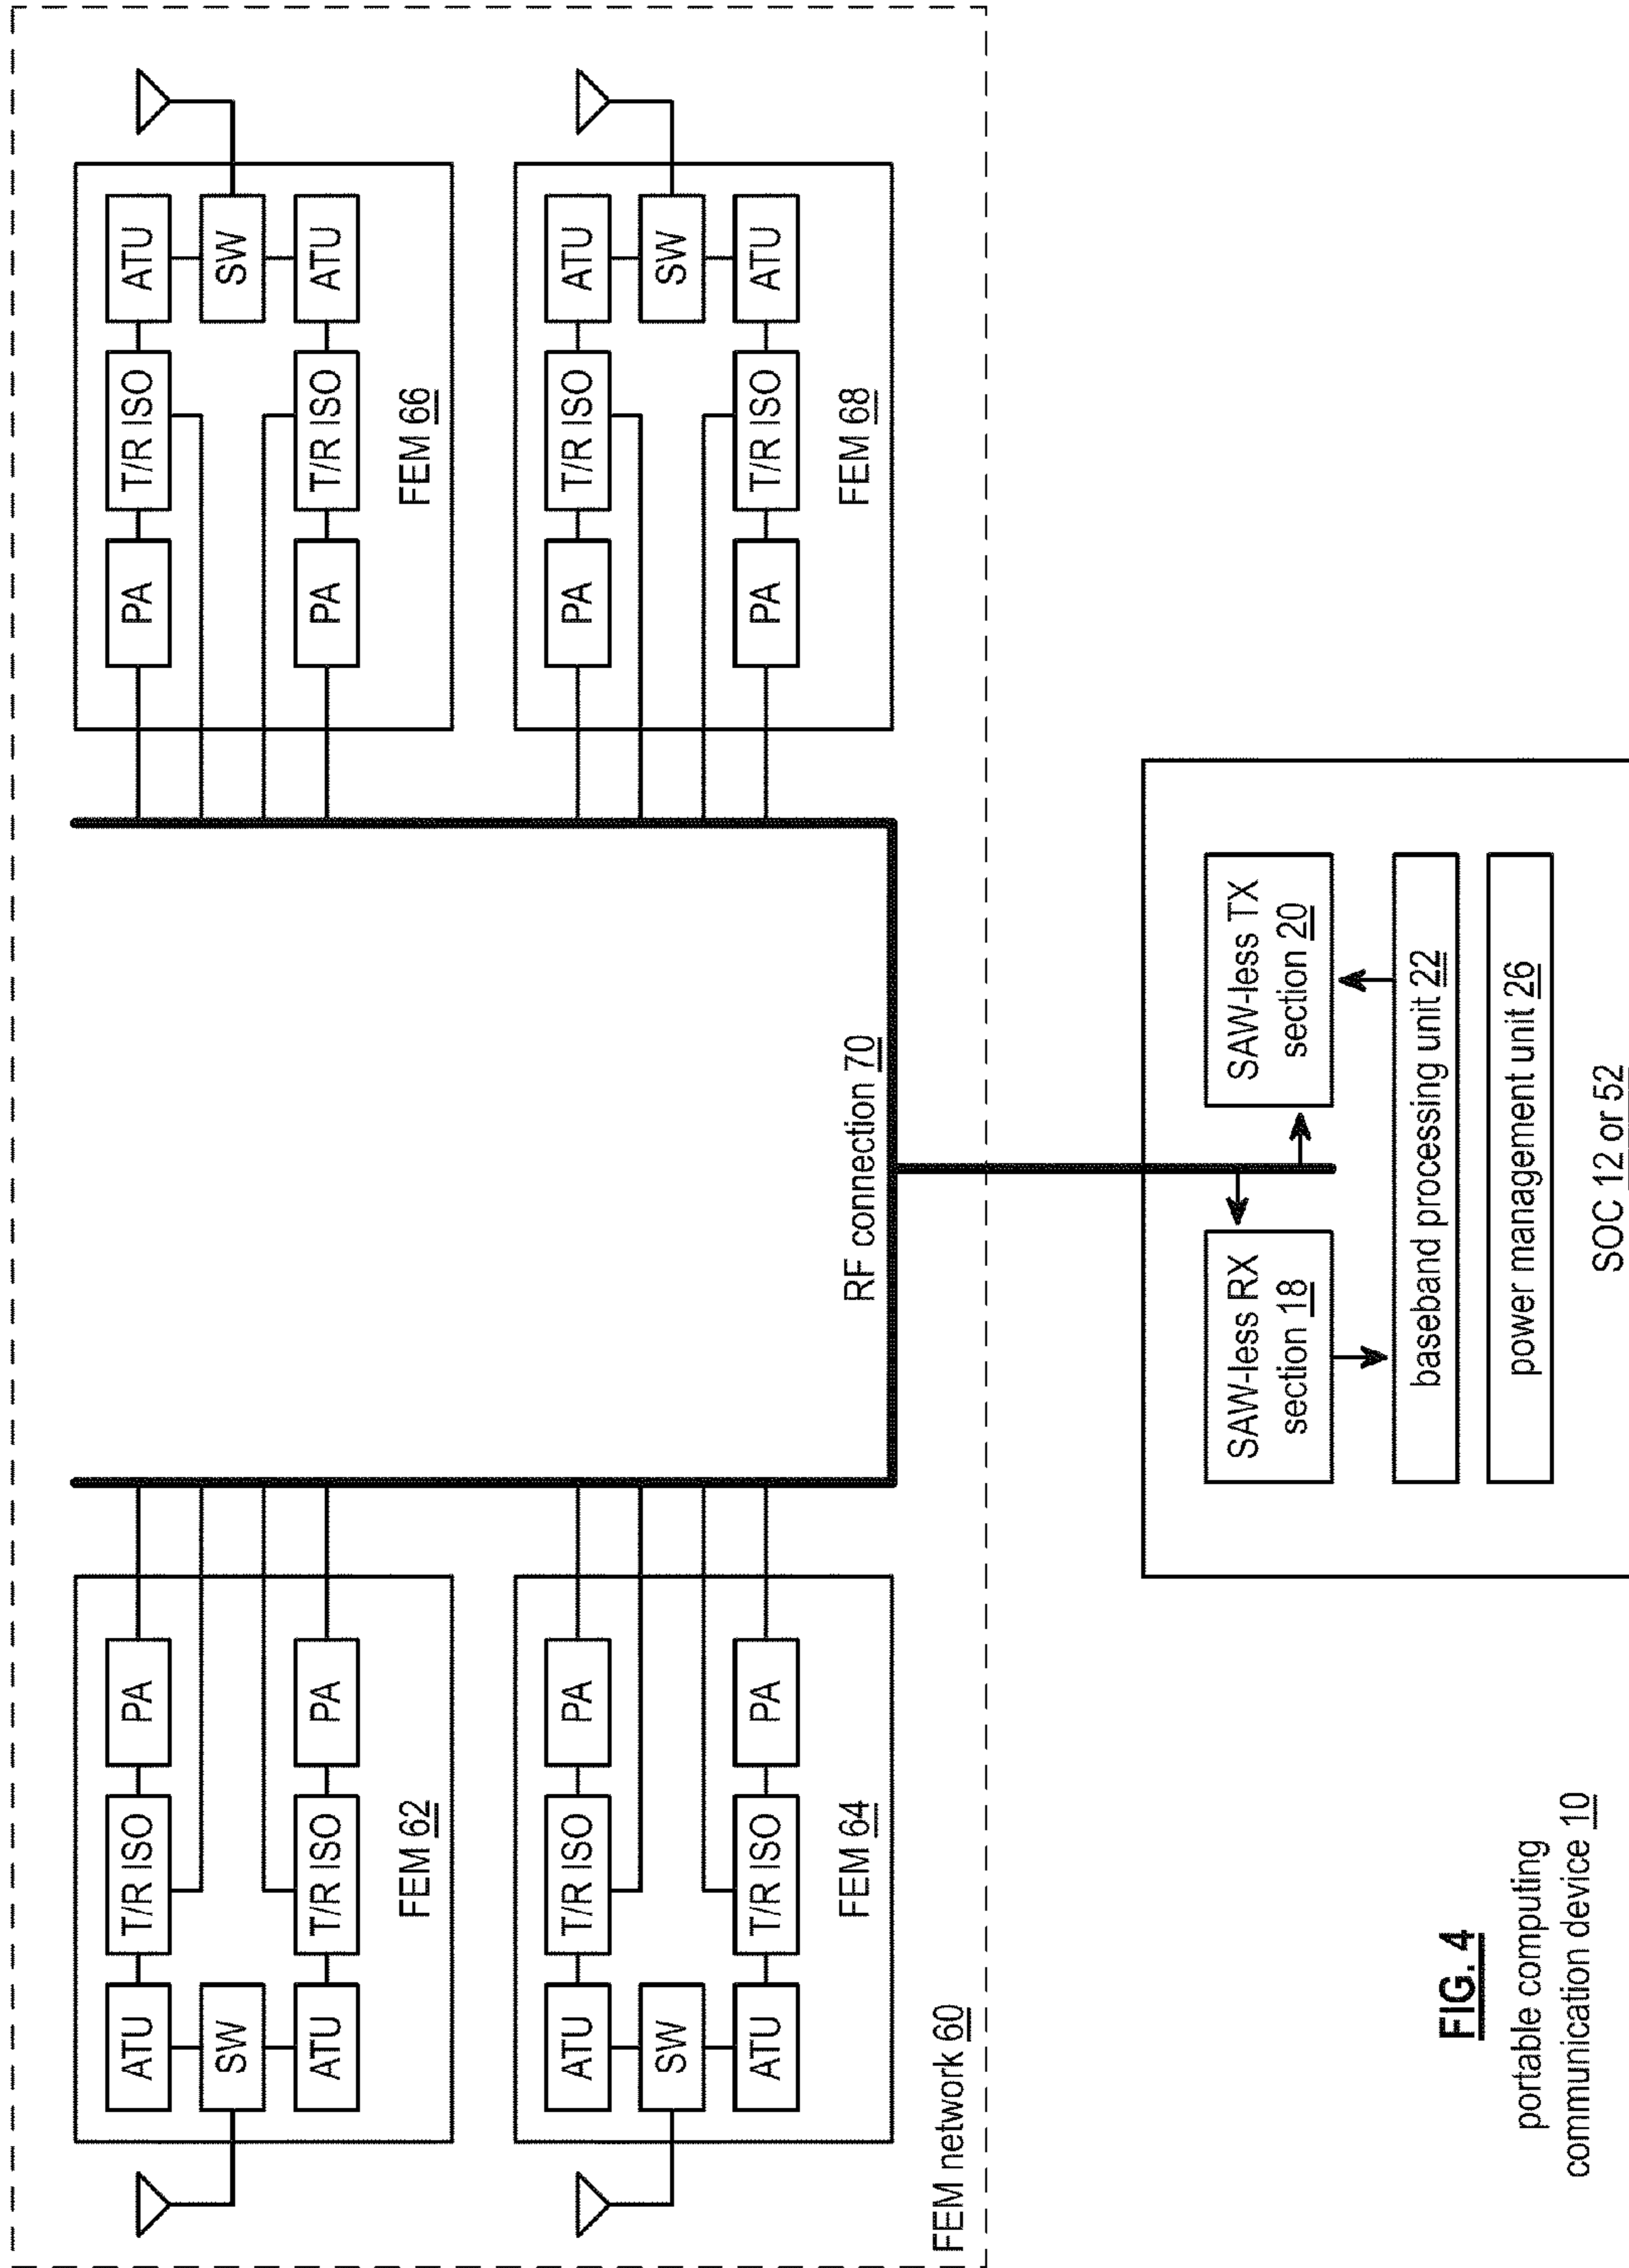 ATU
T/R ISO
PA
SW
ATU
T/R ISO
PA
FEM 62
PA
T/R ISO
ATU
SW
PA
T/R ISO
ATU
FEM 66
ATU
T/R ISO
PA
SW
ATU
T/R ISO
PA
FEM 64
PA
T/R ISO
ATU
SW
PA
T/R ISO
ATU
FEM 68
RF connection 70
FEM network 60
SAW-less RX
section 18
SAW-less TX
section 20
baseband processing unit 22
power management unit 26
SOC 12 or 52
FIG. 4
portable computing
communication device 10